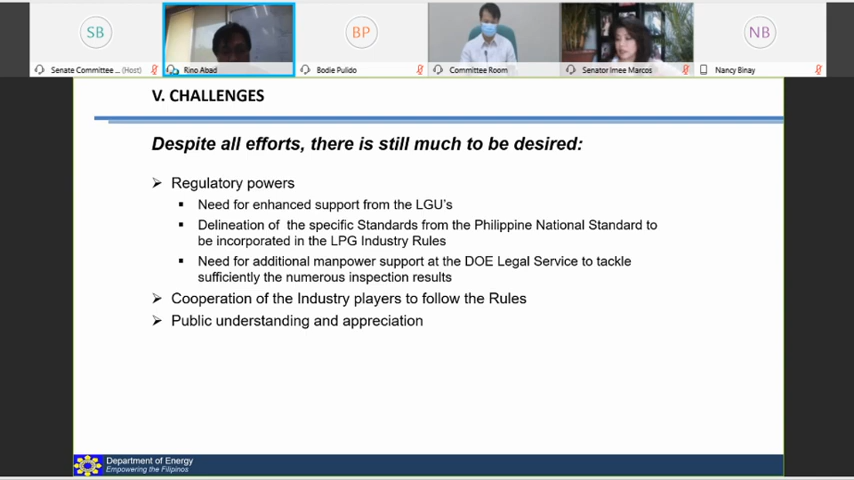 SB
BP
NB
Senate Committee ... (Host)
Rino Abad
Bodie Pulido
Committee Room
Senator Imee Marcos
Nancy Binay
V. CHALLENGES
Despite all efforts, there is still much to be desired:
Regulatory powers
Need for enhanced support from the LGU's
Delineation of the specific Standards from the Philippine National Standard to
be incorporated in the LPG Industry Rules
Need for additional manpower support at the DOE Legal Service to tackle
sufficiently the numerous inspection results
Cooperation of the Industry players to follow the Rules
Public understanding and appreciation
Department of Energy
Empowering the Filipinos